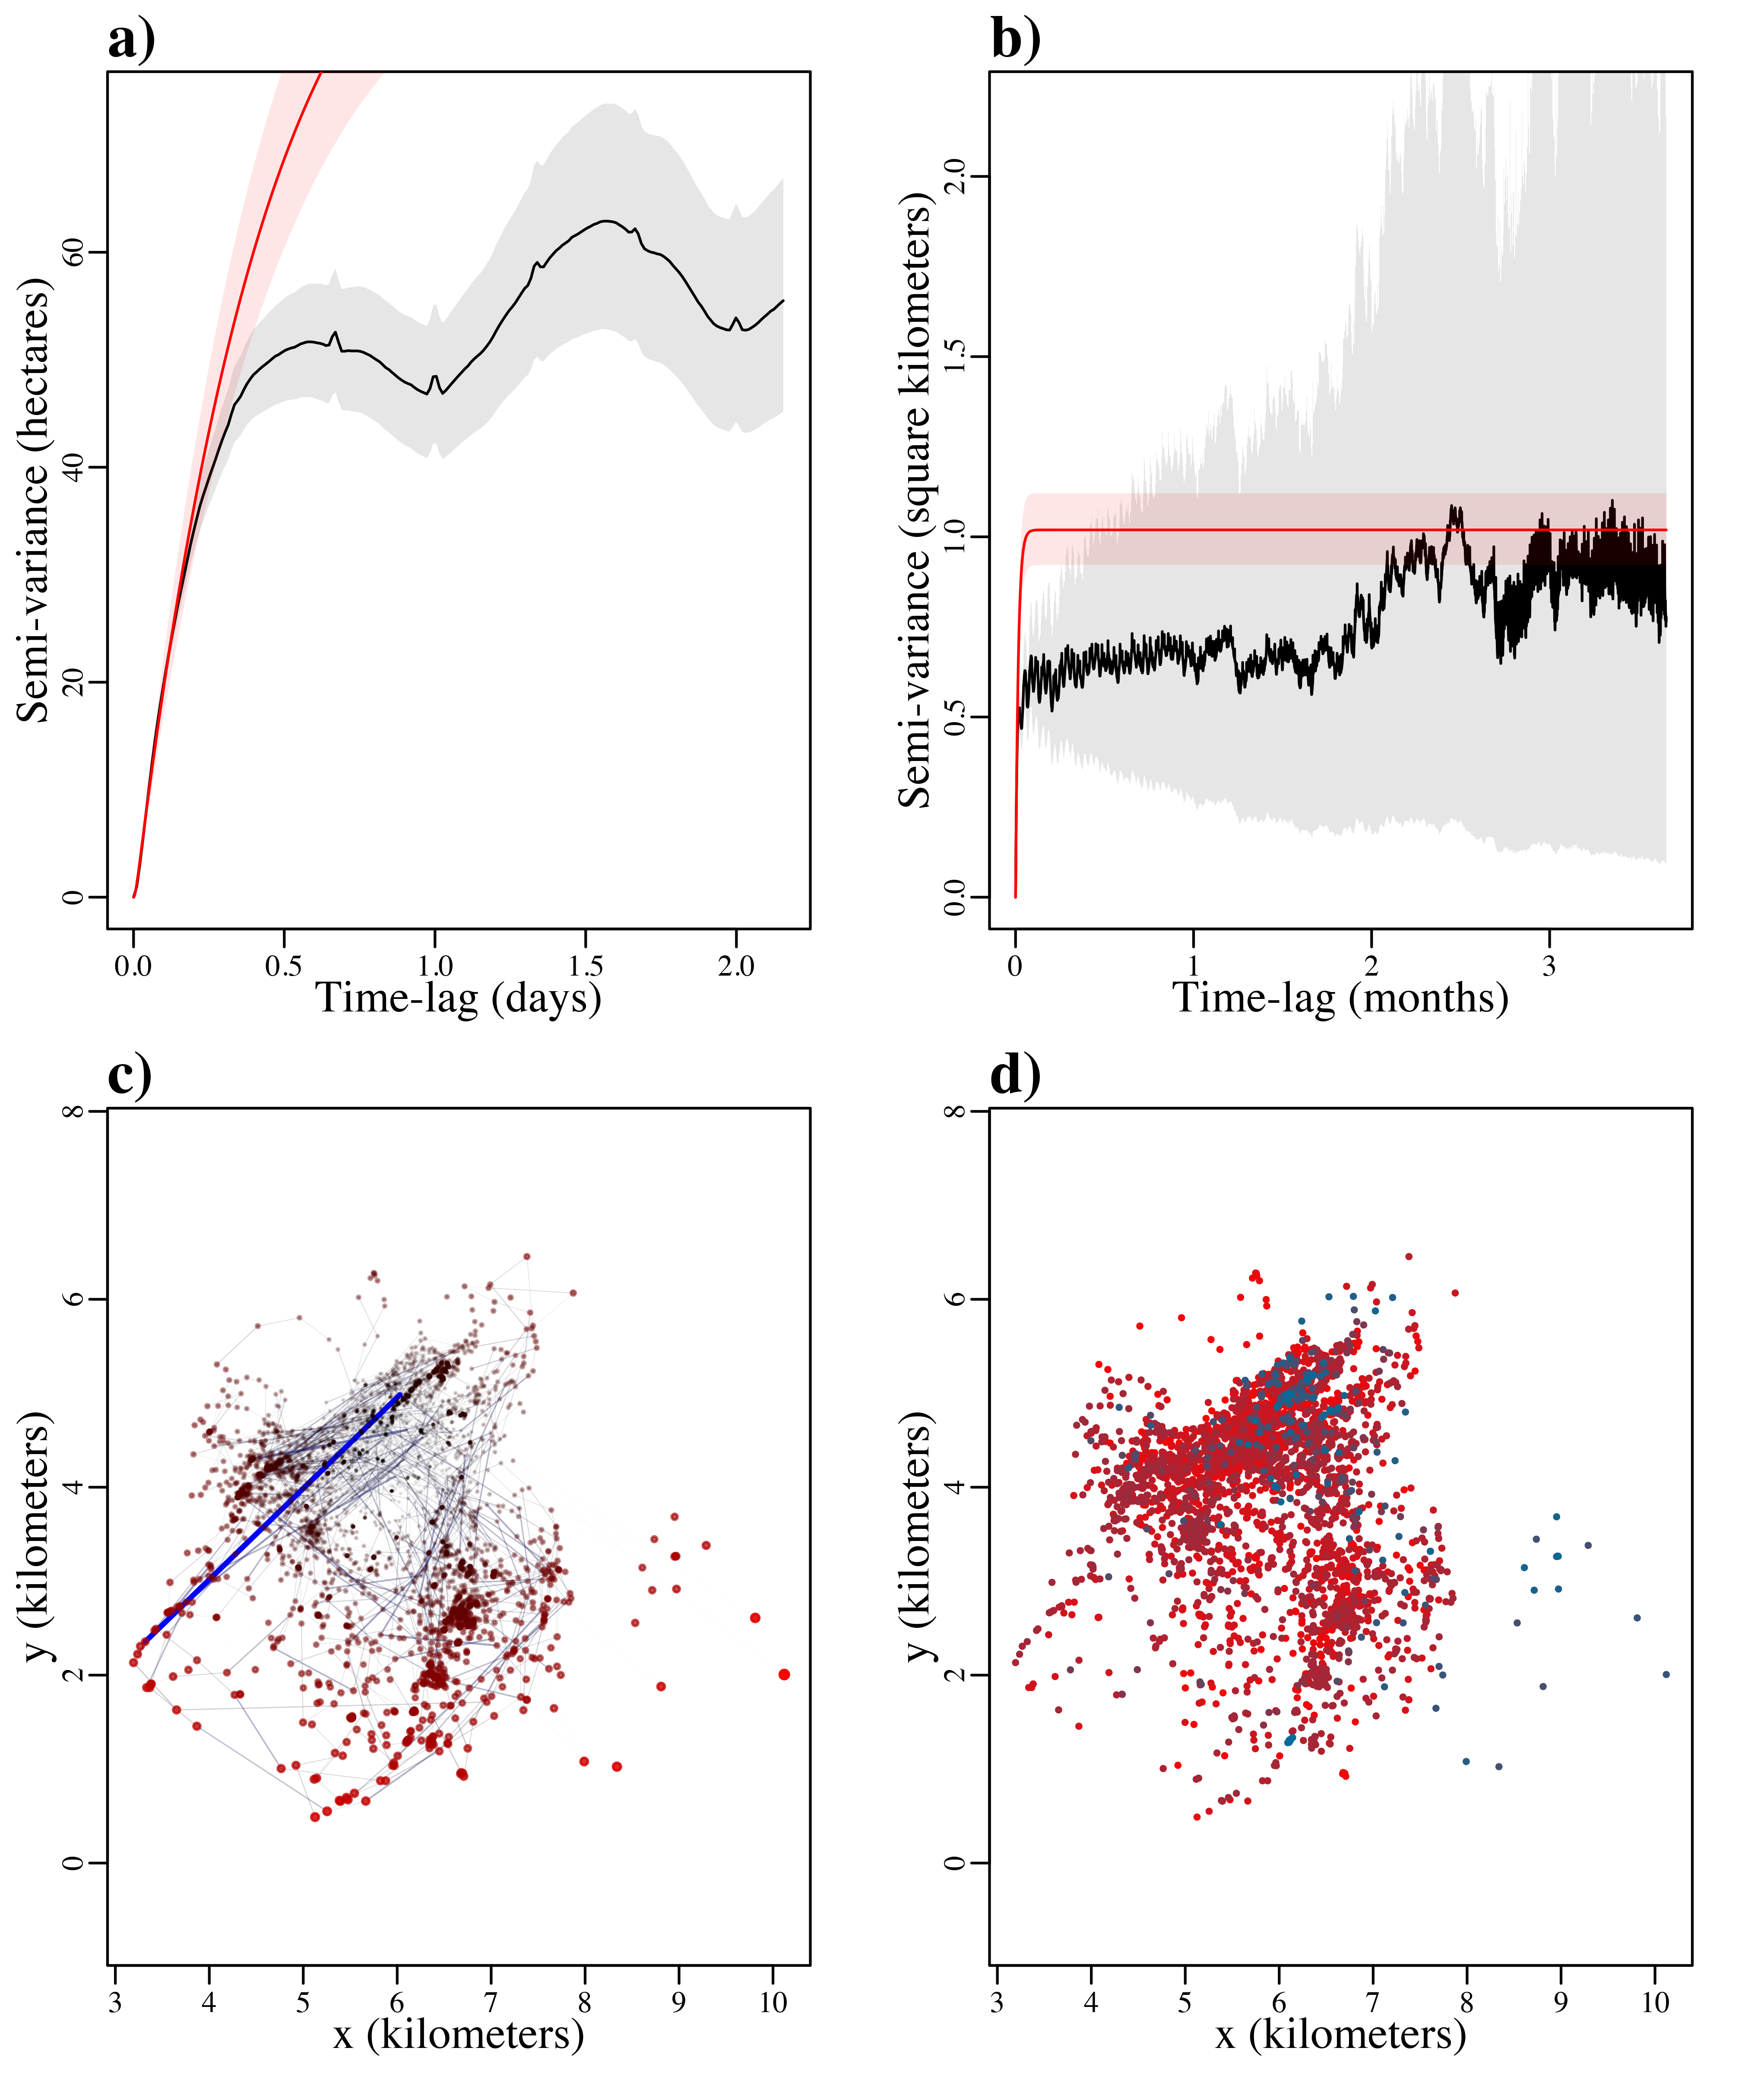 a)
Semi-variance (hectares)
0 20 40 60
0.0 0.5 1.0 1.5 2.0
Time-lag (days)
b)
Semi-variance (square kilometers)
0.0 0.5 1.0 1.5 2.0
0 1 2 3
Time-lag (months)
c)
y (kilometers)
0 2 4 6 8
3 4 5 6 7 8 9 10
x (kilometers)
d)
y (kilometers)
0 2 4 6 8
3 4 5 6 7 8 9 10
x (kilometers)